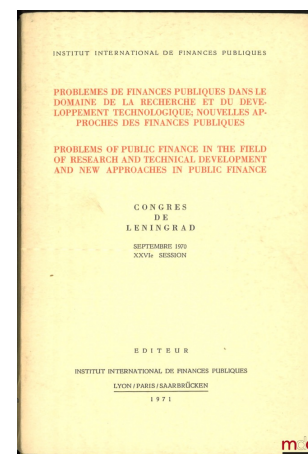 INSTITUT INTERNATIONAL DE FINANCES PUBLIQUES
PROBLEMES DE FINANCES PUBLIQUES DANS LE
DOMAINE DE LA RECHERCHE ET DU DEVE-
LOPPEMENT TECHNOLOGIQUE; NOUVELLES AP-
PROCHES DES FINANCES PUBLIQUES
PROBLEMS OF PUBLIC FINANCE IN THE FIELD
OF RESEARCH AND TECHNICAL DEVELOPMENT
AND NEW APPROACHES IN PUBLIC FINANCE
CONGRES
DE
LENINGRAD
SEPTEMBRE 1970
XXVIe SESSION
EDITEUR
INSTITUT INTERNATIONAL DE FINANCES PUBLIQUES
LYON / PARIS / SAARBRÜCKEN
1971